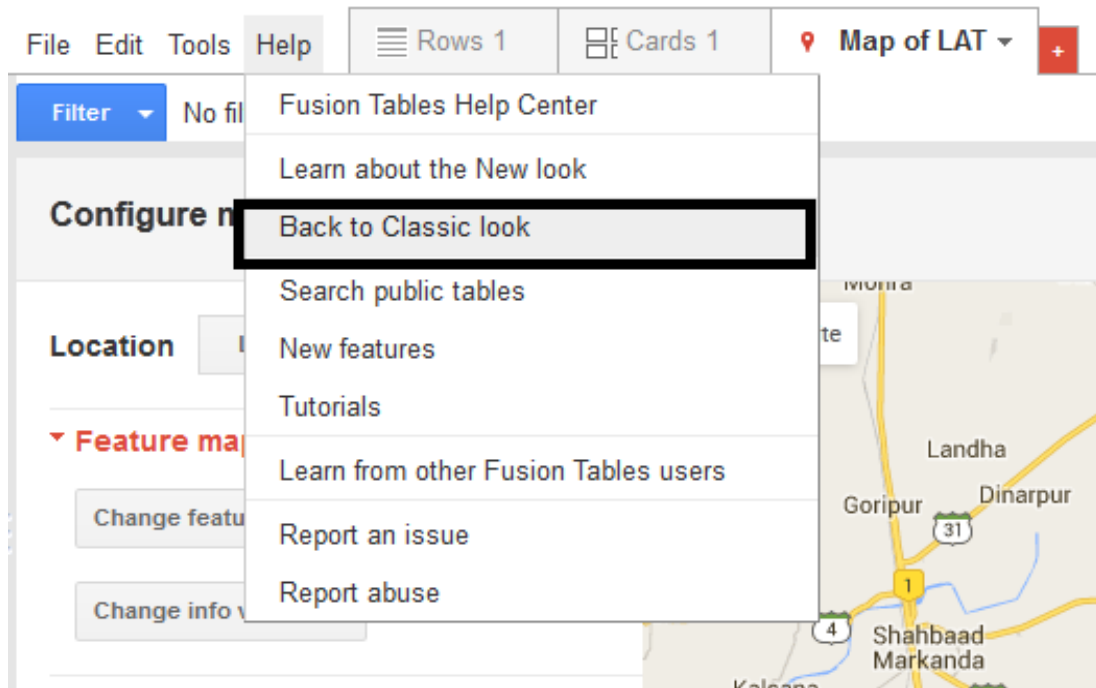 File Edit Tools Help Rows 1 Cards 1 Map of LAT +
Filter No fil
Fusion Tables Help Center
Learn about the New look
Configure m
Back to Classic look
Search public tables
Location
te
New features
Tutorials
Feature map
Landha
Learn from other Fusion Tables users
Dinarpur
Goripur
Change featu
31
Report an issue
1
Report abuse
Change info v
4
Shahbaad
Markanda